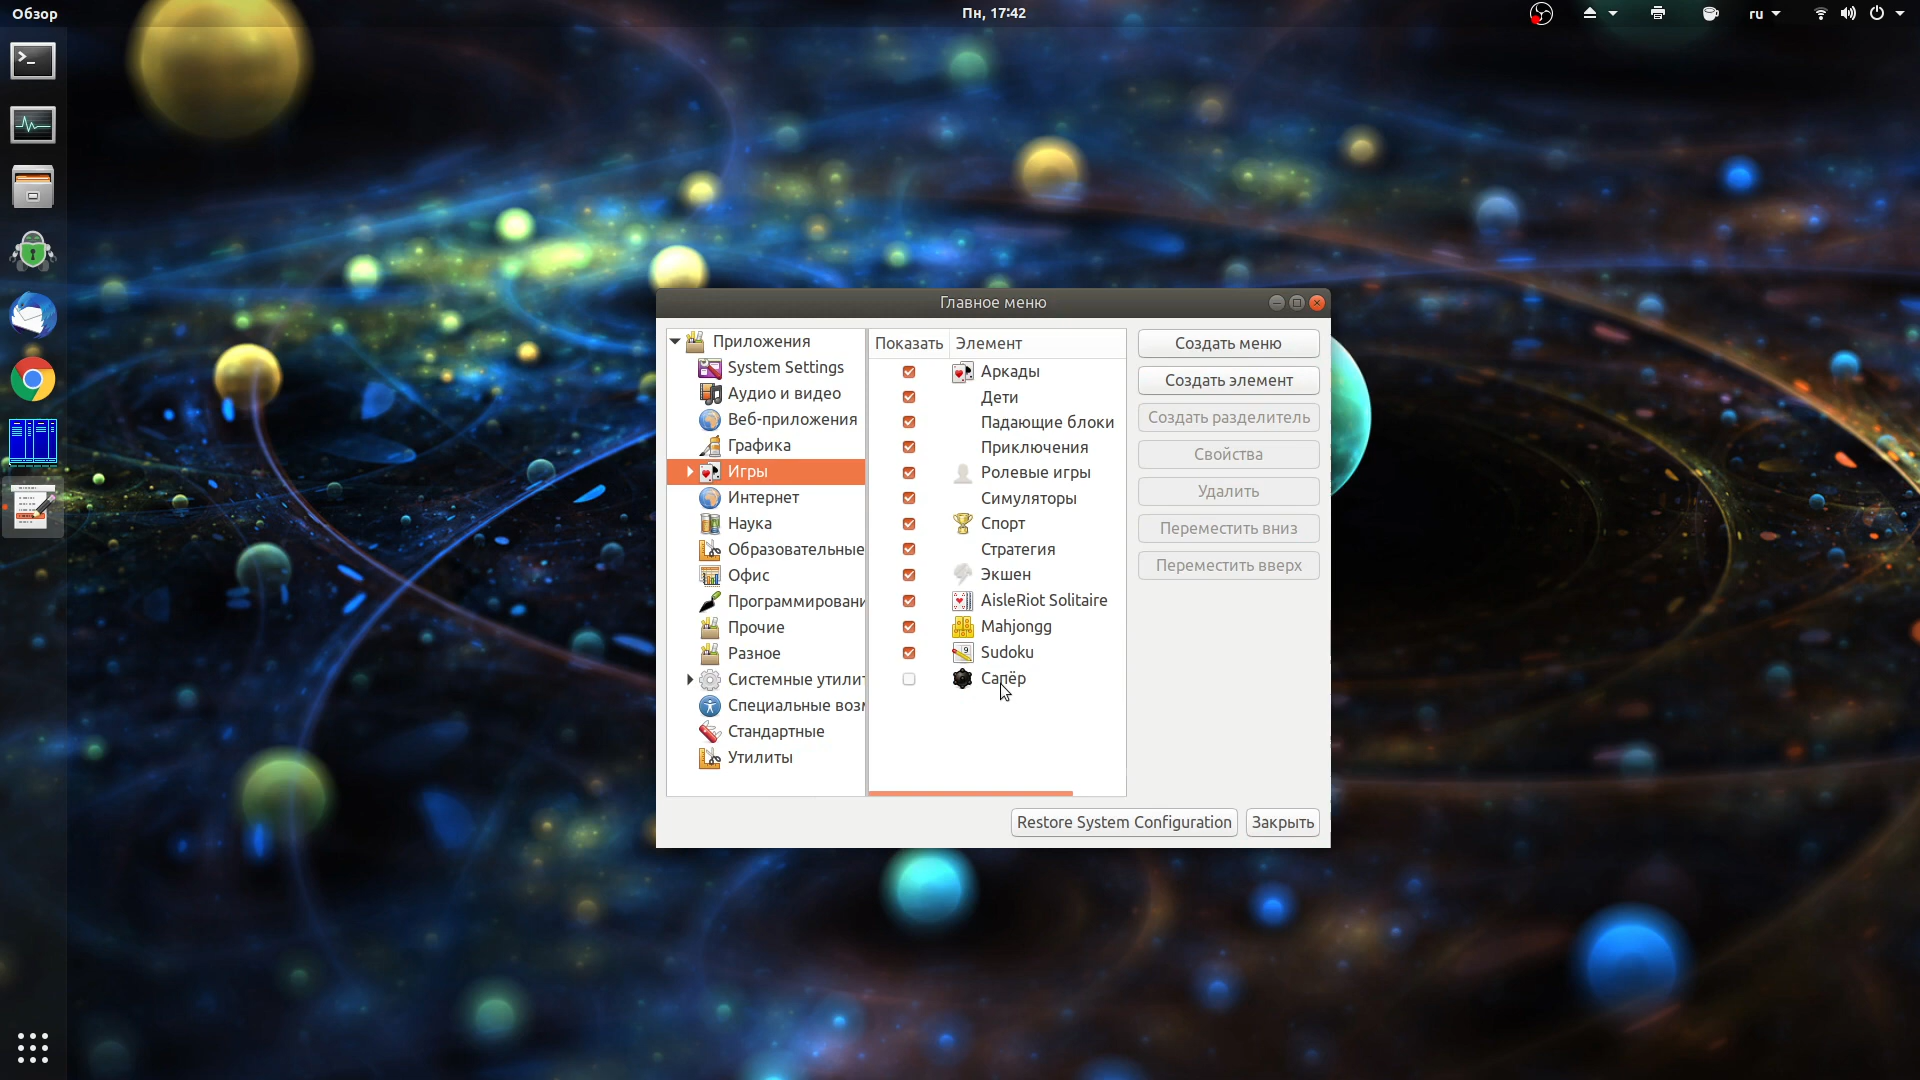 Обзор
Пн, 17:42
ru
Главное меню
Приложения
System Settings
Аудио и видео
Веб-приложения
Графика
Игры
Интернет
Наука
Образовательные
Офис
Программировани
Прочие
Разное
Системные утилит
Специальные возм
Стандартные
Утилиты
Показать Элемент
Аркады
Дети
Падающие блоки
Приключения
Ролевые игры
Симуляторы
Спорт
Стратегия
Экшен
AisleRiot Solitaire
Mahjongg
Sudoku
Сапёр
Создать меню
Создать элемент
Создать разделитель
Свойства
Удалить
Переместить вниз
Переместить вверх
Restore System Configuration
Закрыть